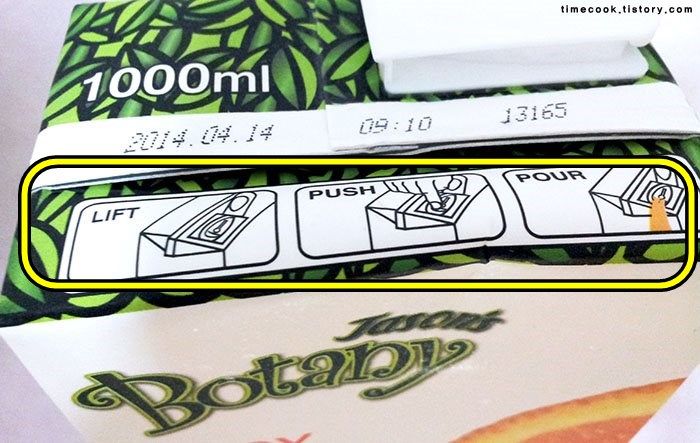 timecook.tistory.com
1000ml
2014.04.14 09:10 13165
LIFT PUSH POUR
Jason's
Botany